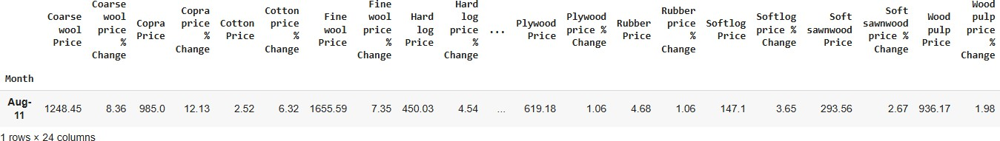 Coarse
wool
Price
Coarse
wool
price
%
Change
Copra
Price
Copra
price
%
Change
Cotton
Price
Cotton
price
%
Change
Fine
wool
Price
Fine
wool
price
%
Change
Hard
log
Price
Hard
log
price
%
Change
...
Plywood
Price
Plywood
price %
Change
Rubber
Price
Rubber
price
%
Change
Softlog
Price
Softlog
price %
Change
Soft
sawnwood
Price
Soft
sawnwood
price %
Change
Wood
pulp
Price
Wood
pulp
price
%
Change
Month
Aug-
11
1248.45 8.36 985.0 12.13 2.52 6.32 1655.59 7.35 450.03 4.54 ... 619.18 1.06 4.68 1.06 147.1 3.65 293.56 2.67 936.17 1.98
1 rows × 24 columns